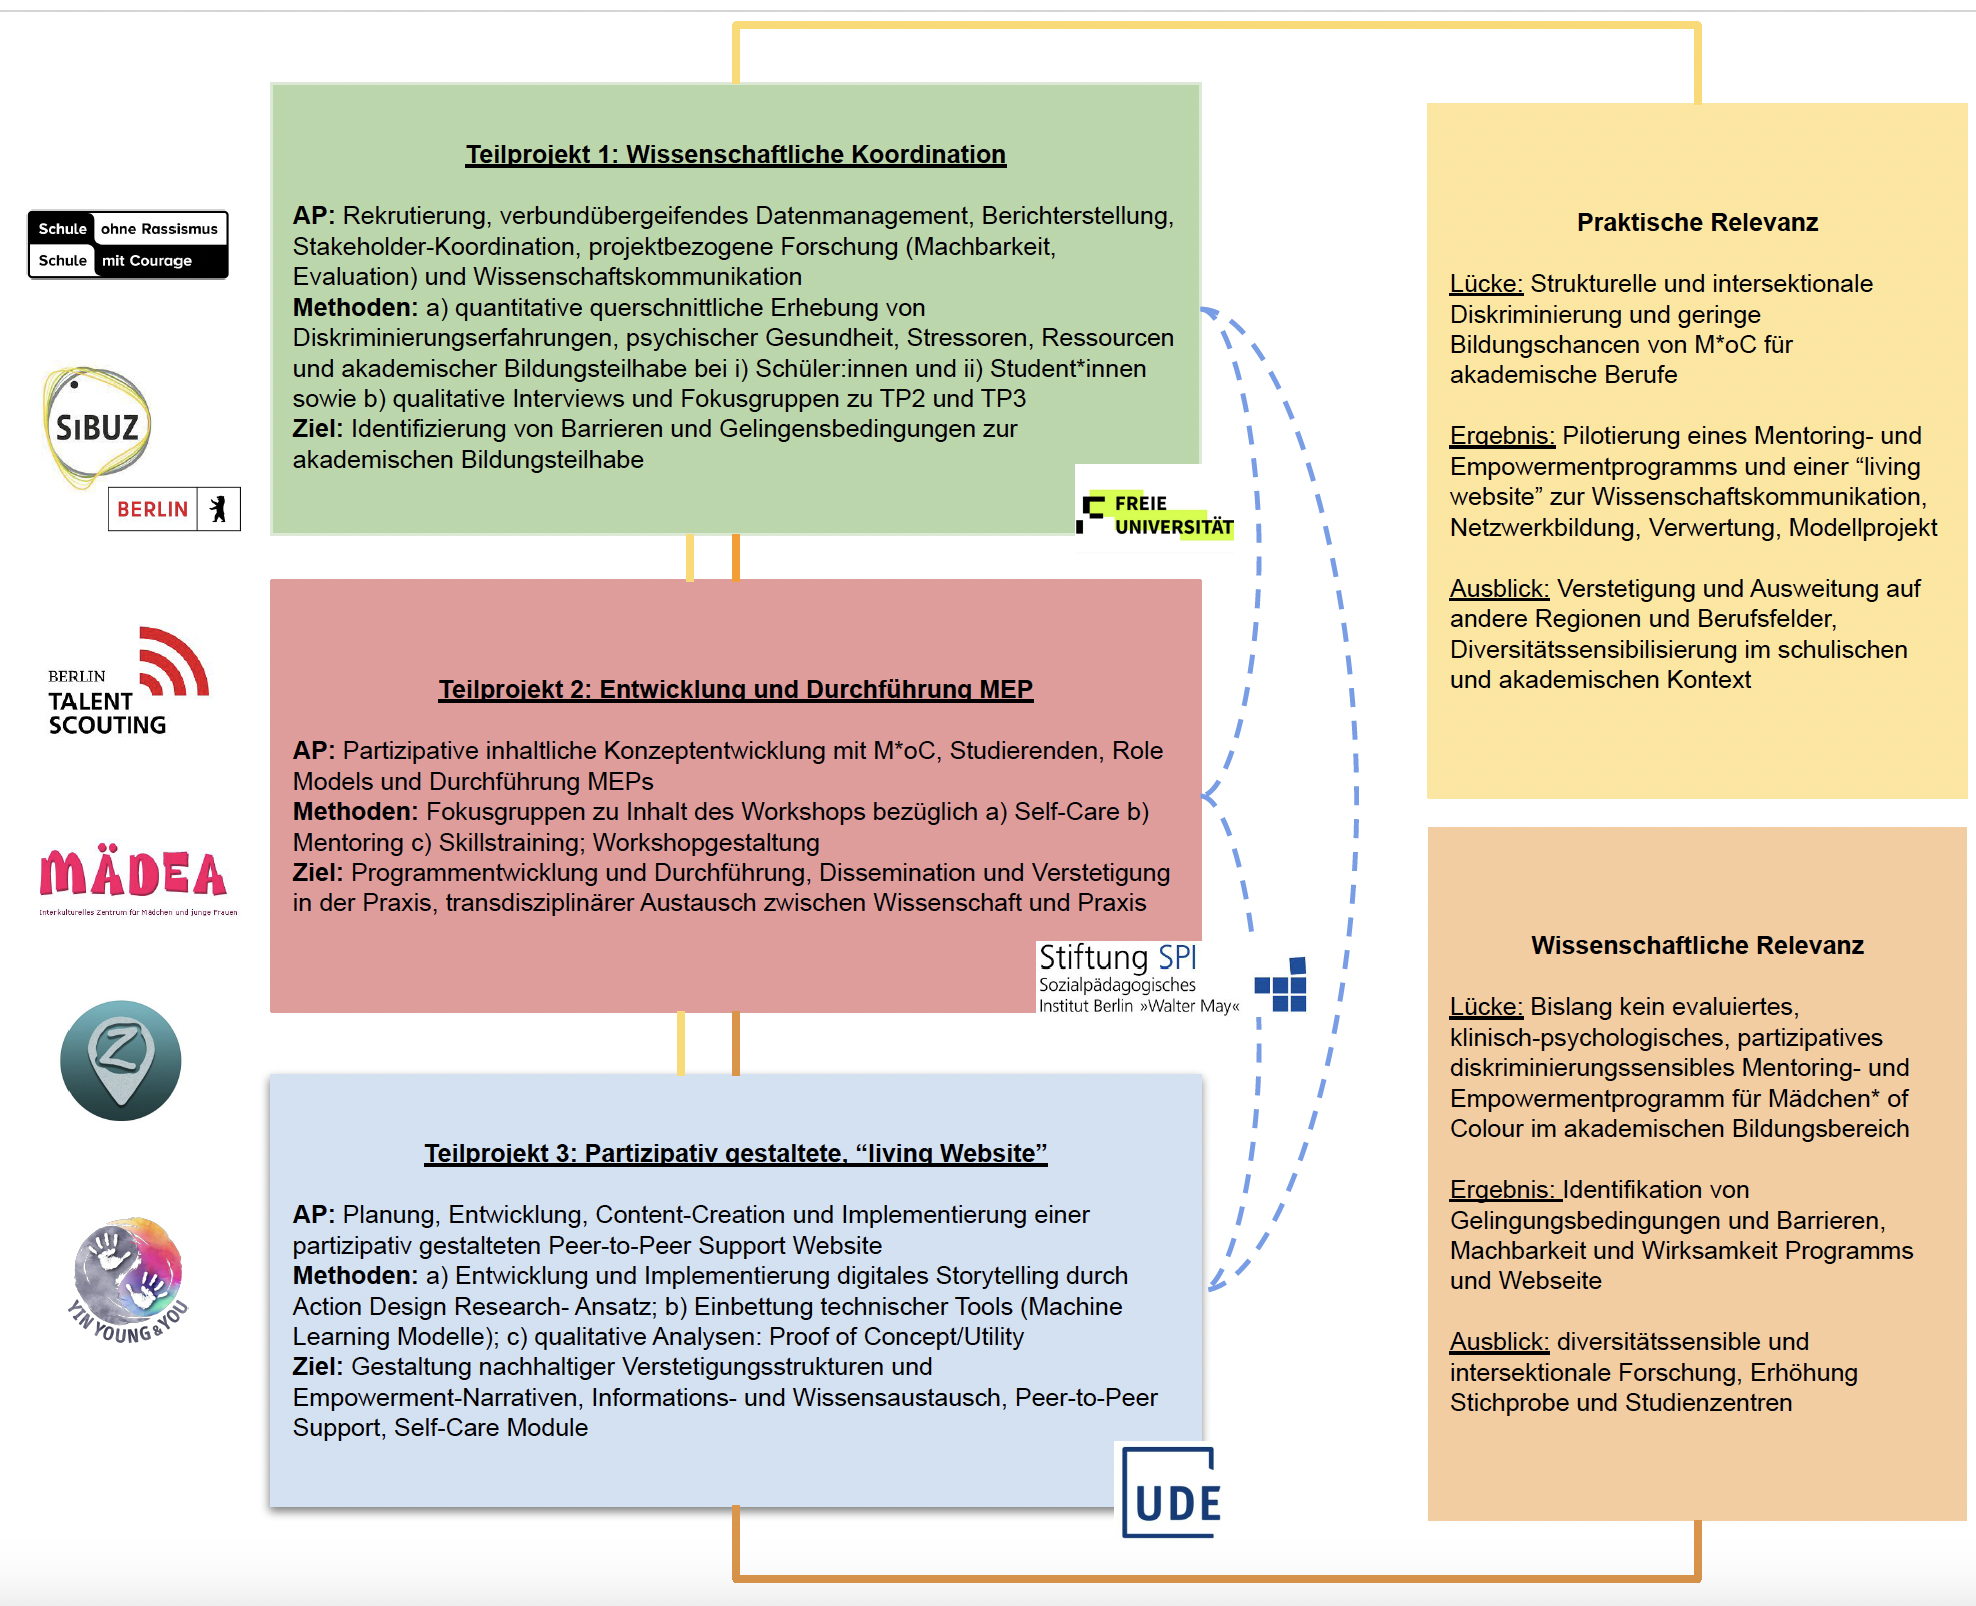 Schule ohne Rassismus
Schule mit Courage
SiBUZ
BERLIN
BERLIN
TALENT
SCOUTING
MÄDEA
Interkulturelles Zentrum für Mädchen und junge Frauen
Z
YIN YOUNG & YOU
Teilprojekt 1: Wissenschaftliche Koordination
AP: Rekrutierung, verbundübergeifendes Datenmanagement, Berichterstellung,
Stakeholder-Koordination, projektbezogene Forschung (Machbarkeit,
Evaluation) und Wissenschaftskommunikation
Methoden: a) quantitative querschnittliche Erhebung von
Diskriminierungserfahrungen, psychischer Gesundheit, Stressoren, Ressourcen
und akademischer Bildungsteilhabe bei i) Schüler:innen und ii) Student*innen
sowie b) qualitative Interviews und Fokusgruppen zu TP2 und TP3
Ziel: Identifizierung von Barrieren und Gelingensbedingungen zur
akademischen Bildungsteilhabe
FREIE
UNIVERSITÄT
Teilprojekt 2: Entwicklung und Durchführung MEP
AP: Partizipative inhaltliche Konzeptentwicklung mit M*oC, Studierenden, Role
Models und Durchführung MEPs
Methoden: Fokusgruppen zu Inhalt des Workshops bezüglich a) Self-Care b)
Mentoring c) Skillstraining; Workshopgestaltung
Ziel: Programmentwicklung und Durchführung, Dissemination und Verstetigung
in der Praxis, transdisziplinärer Austausch zwischen Wissenschaft und Praxis
Stiftung SPI
Sozialpädagogisches
Institut Berlin »Walter May«
Teilprojekt 3: Partizipativ gestaltete, “living Website”
AP: Planung, Entwicklung, Content-Creation und Implementierung einer
partizipativ gestalteten Peer-to-Peer Support Website
Methoden: a) Entwicklung und Implementierung digitales Storytelling durch
Action Design Research- Ansatz; b) Einbettung technischer Tools (Machine
Learning Modelle); c) qualitative Analysen: Proof of Concept/Utility
Ziel: Gestaltung nachhaltiger Verstetigungsstrukturen und
Empowerment-Narrativen, Informations- und Wissensaustausch, Peer-to-Peer
Support, Self-Care Module
UDE
Praktische Relevanz
Lücke: Strukturelle und intersektionale
Diskriminierung und geringe
Bildungschancen von M*oC für
akademische Berufe
Ergebnis: Pilotierung eines Mentoring- und
Empowermentprogramms und einer “living
website” zur Wissenschaftskommunikation,
Netzwerkbildung, Verwertung, Modellprojekt
Ausblick: Verstetigung und Ausweitung auf
andere Regionen und Berufsfelder,
Diversitätssensibilisierung im schulischen
und akademischen Kontext
Wissenschaftliche Relevanz
Lücke: Bislang kein evaluiertes,
klinisch-psychologisches, partizipatives
diskriminierungssensibles Mentoring- und
Empowermentprogramm für Mädchen* of
Colour im akademischen Bildungsbereich
Ergebnis: Identifikation von
Gelingungsbedingungen und Barrieren,
Machbarkeit und Wirksamkeit Programms
und Webseite
Ausblick: diversitätssensible und
intersektionale Forschung, Erhöhung
Stichprobe und Studienzentren